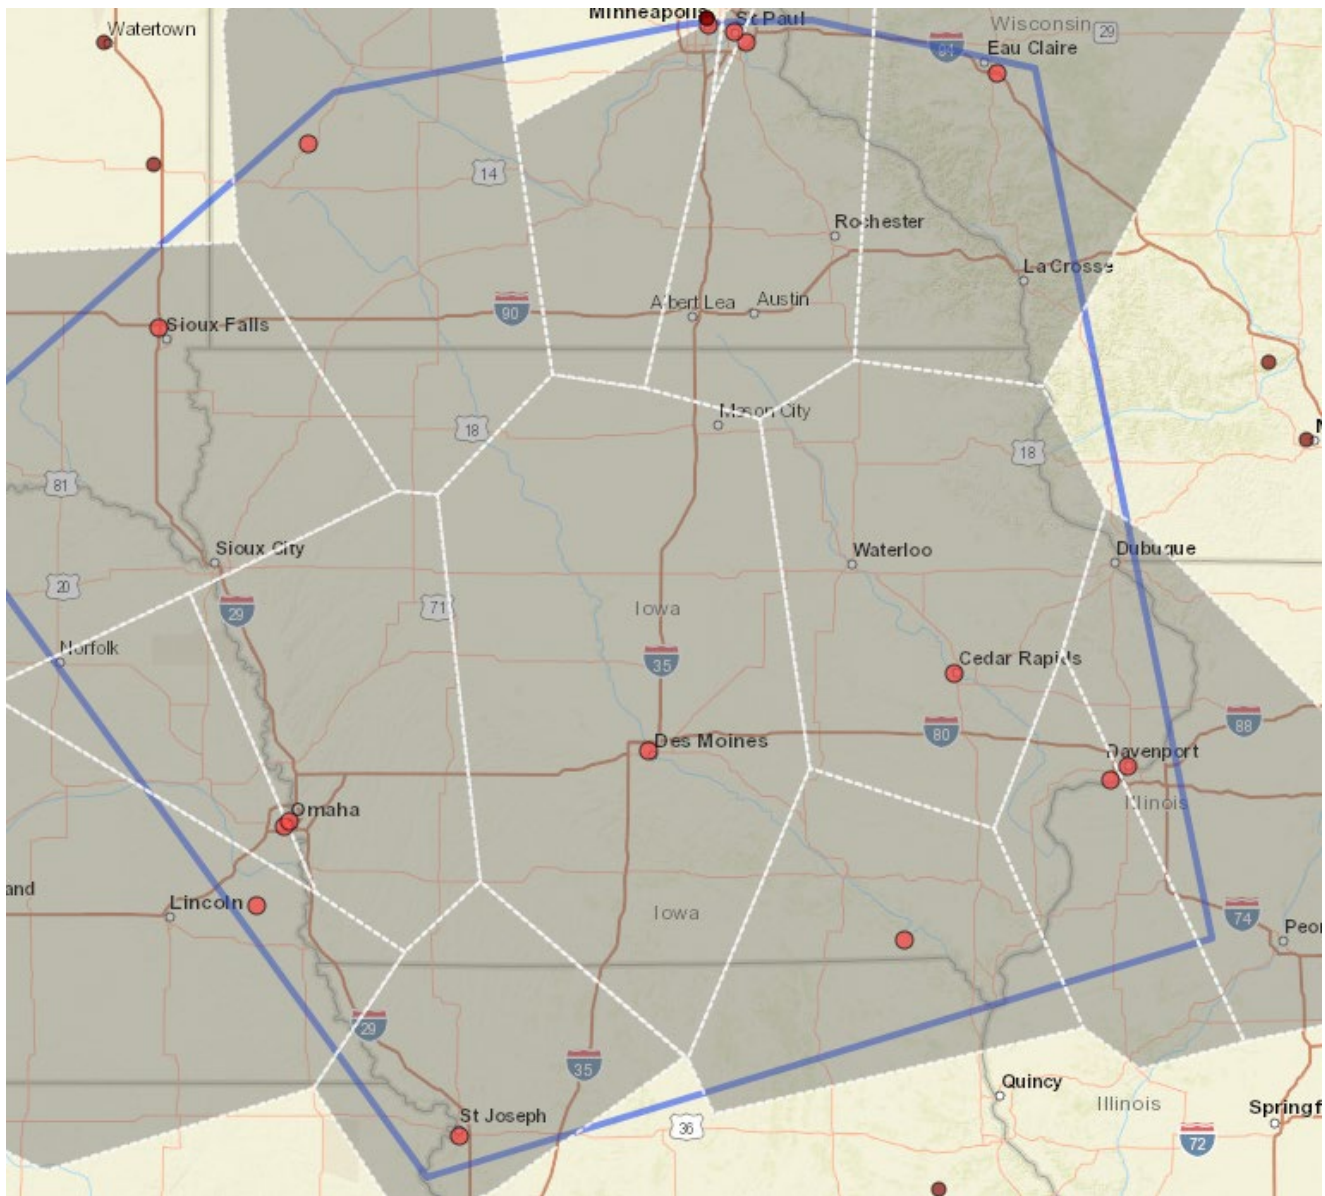 Minneapolis
St Paul
Wisconsin
29
Watertown
94
Eau Claire
14
Rochester
La Crosse
Albert Lea
Austin
90
Sioux Falls
Mason City
18
18
81
Sioux City
Waterloo
Dubuque
20
29
71
Iowa
Norfolk
35
Cedar Rapids
88
Des Moines
80
Davenport
Illinois
Omaha
and
Lincoln
Iowa
74
Peor
29
35
Quincy
St Joseph
36
Illinois
Springf
72